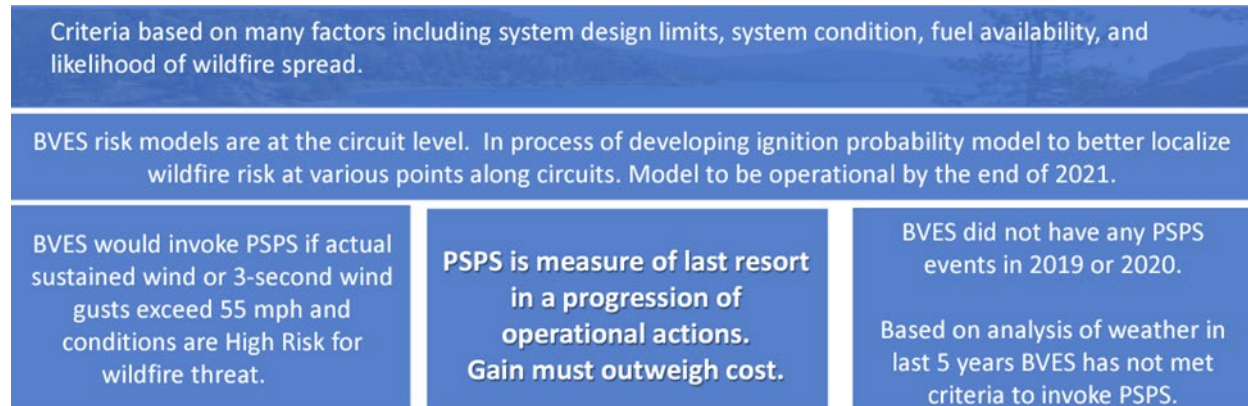 Criteria based on many factors including system design limits, system condition, fuel availability, and
likelihood of wildfire spread.
BVES risk models are at the circuit level. In process of developing ignition probability model to better localize
wildfire risk at various points along circuits. Model to be operational by the end of 2021.
BVES would invoke PSPS if actual
sustained wind or 3-second wind
gusts exceed 55 mph and
conditions are High Risk for
wildfire threat.
PSPS is measure of last resort
in a progression of
operational actions.
Gain must outweigh cost.
BVES did not have any PSPS
events in 2019 or 2020.
Based on analysis of weather in
last 5 years BVES has not met
criteria to invoke PSPS.